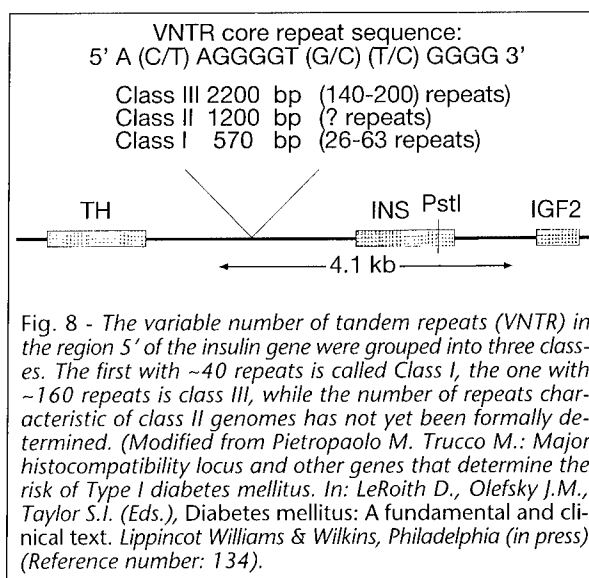 VNTR core repeat sequence:
5' A (C/T) AGGGGT (G/C) (T/C) GGGG 3'
Class III 2200 bp (140-200) repeats)
Class II 1200 bp (? repeats)
Class I 570 bp (26-63 repeats)
TH INS PstI IGF2
4.1 kb
Fig. 8 - The variable number of tandem repeats (VNTR) in
the region 5' of the insulin gene were grouped into three class-
es. The first with ~40 repeats is called Class I, the one with
~160 repeats is class III, while the number of repeats char-
acteristic of class II genomes has not yet been formally de-
termined. (Modified from Pietropaolo M. Trucco M.: Major
histocompatibility locus and other genes that determine the
risk of Type I diabetes mellitus. In: LeRoith D., Olefsky J.M.,
Taylor S.I. (Eds.), Diabetes mellitus: A fundamental and cli-
nical text. Lippincot Williams & Wilkins, Philadelphia (in press)
(Reference number: 134).